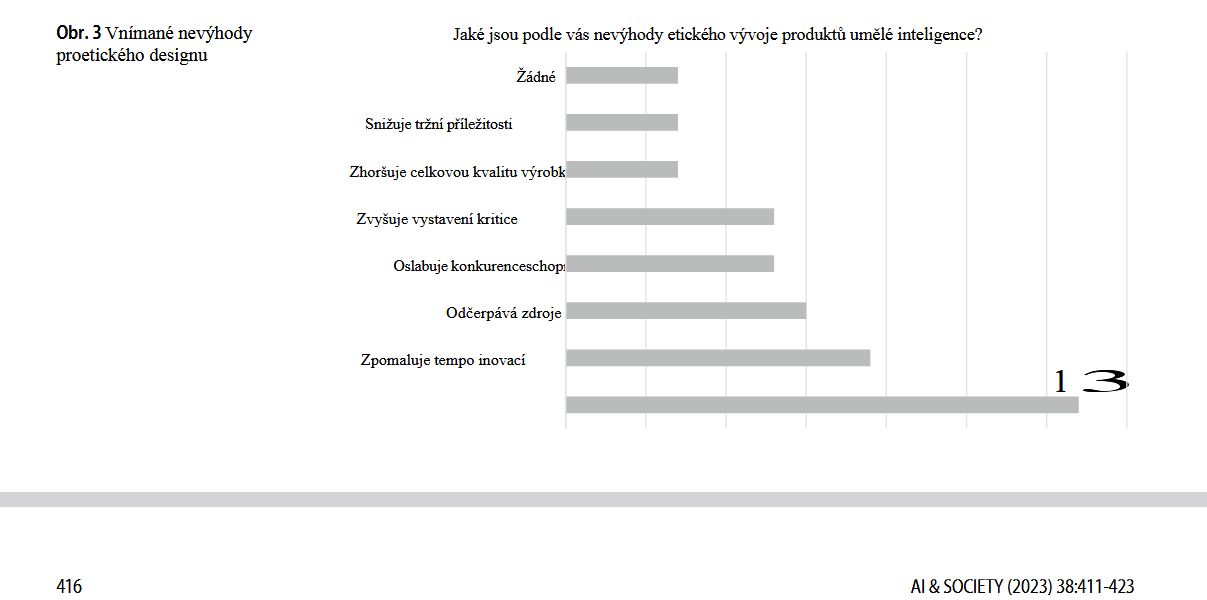 Obr. 3 Vnímané nevýhody
proetického designu
Jaké jsou podle vás nevýhody etického vývoje produktů umělé inteligence?
Žádné
Snižuje tržní příležitosti
Zhoršuje celkovou kvalitu výrobk
Zvyšuje vystavení kritice
Oslabuje konkurenceschop
Odčerpává zdroje
Zpomaluje tempo inovací
1 3
416
AI & SOCIETY (2023) 38:411-423